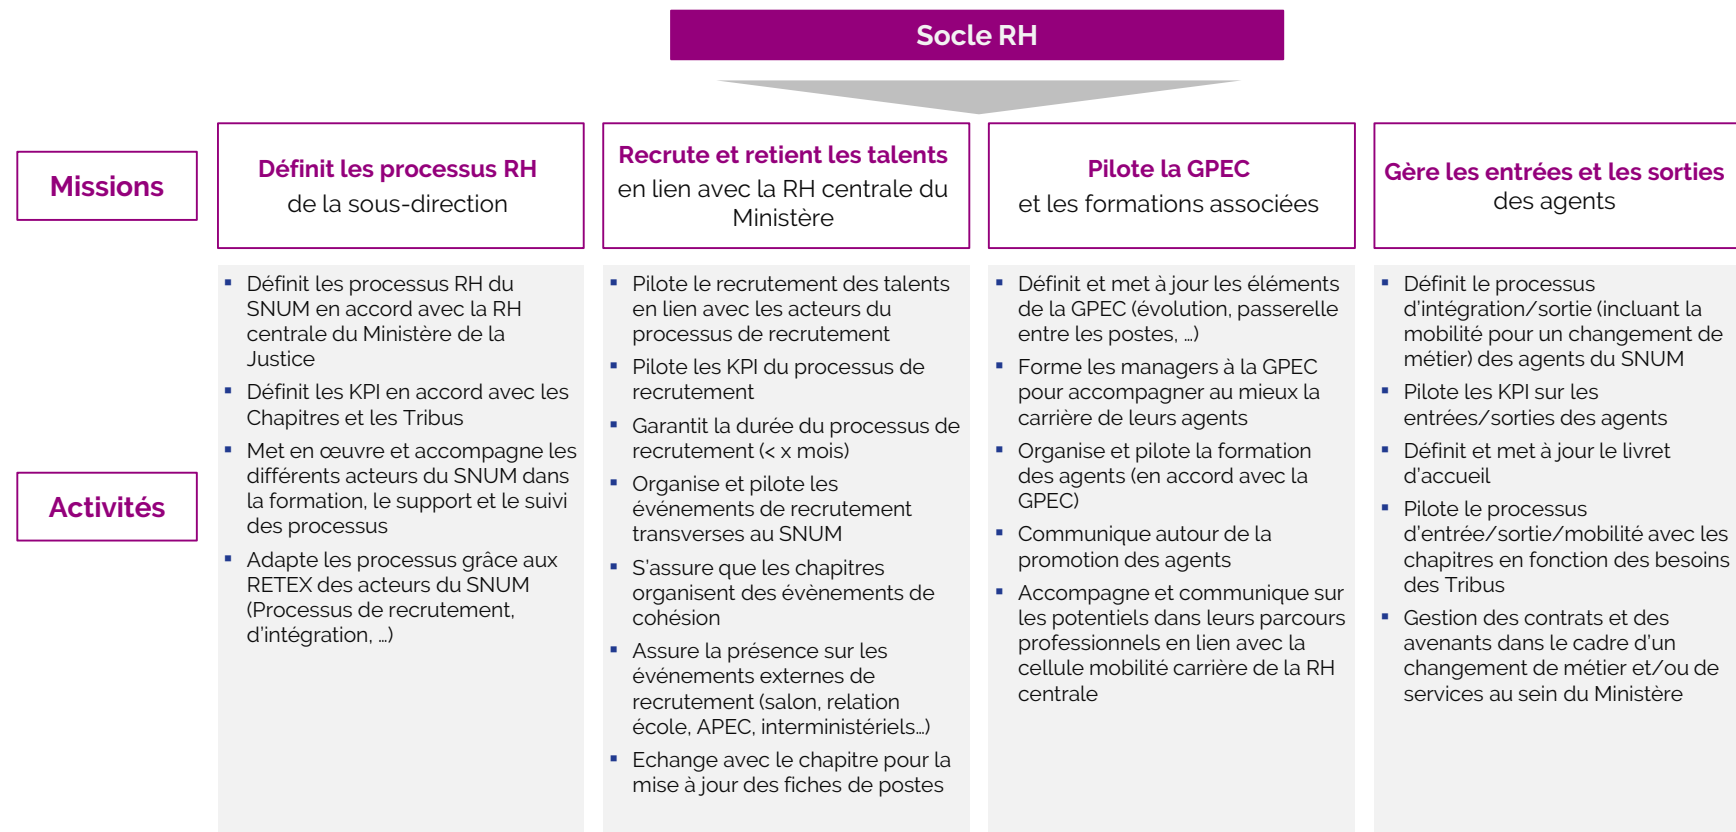 Socle RH
Missions
Définit les processus RH
de la sous-direction
Recrute et retient les talents
en lien avec la RH centrale du
Ministère
Pilote la GPEC
et les formations associées
Gère les entrées et les sorties
des agents
Activités
▪ Définit les processus RH du
SNUM en accord avec la RH
centrale du Ministère de la
Justice
▪ Définit les KPI en accord avec les
Chapitres et les Tribus
▪ Met en œuvre et accompagne les
différents acteurs du SNUM dans
la formation, le support et le suivi
des processus
▪ Adapte les processus grâce aux
RETEX des acteurs du SNUM
(Processus de recrutement,
d'intégration, …)
▪ Pilote le recrutement des talents
en lien avec les acteurs du
processus de recrutement
▪ Pilote les KPI du processus de
recrutement
▪ Garantit la durée du processus de
recrutement (< x mois)
▪ Organise et pilote les
événements de recrutement
transverses au SNUM
▪ S'assure que les chapitres
organisent des évènements de
cohésion
▪ Assure la présence sur les
événements externes de
recrutement (salon, relation
école, APEC, interministériels…)
▪ Echange avec le chapitre pour la
mise à jour des fiches de postes
▪ Définit et met à jour les éléments
de la GPEC (évolution, passerelle
entre les postes, …)
▪ Forme les managers à la GPEC
pour accompagner au mieux la
carrière de leurs agents
▪ Organise et pilote la formation
des agents (en accord avec la
GPEC)
▪ Communique autour de la
promotion des agents
▪ Accompagne et communique sur
les potentiels dans leurs parcours
professionnels en lien avec la
cellule mobilité carrière de la RH
centrale
▪ Définit le processus
d'intégration/sortie (incluant la
mobilité pour un changement de
métier) des agents du SNUM
▪ Pilote les KPI sur les
entrées/sorties des agents
▪ Définit et met à jour le livret
d'accueil
▪ Pilote le processus
d'entrée/sortie/mobilité avec les
chapitres en fonction des besoins
des Tribus
▪ Gestion des contrats et des
avenants dans le cadre d'un
changement de métier et/ou de
services au sein du Ministère